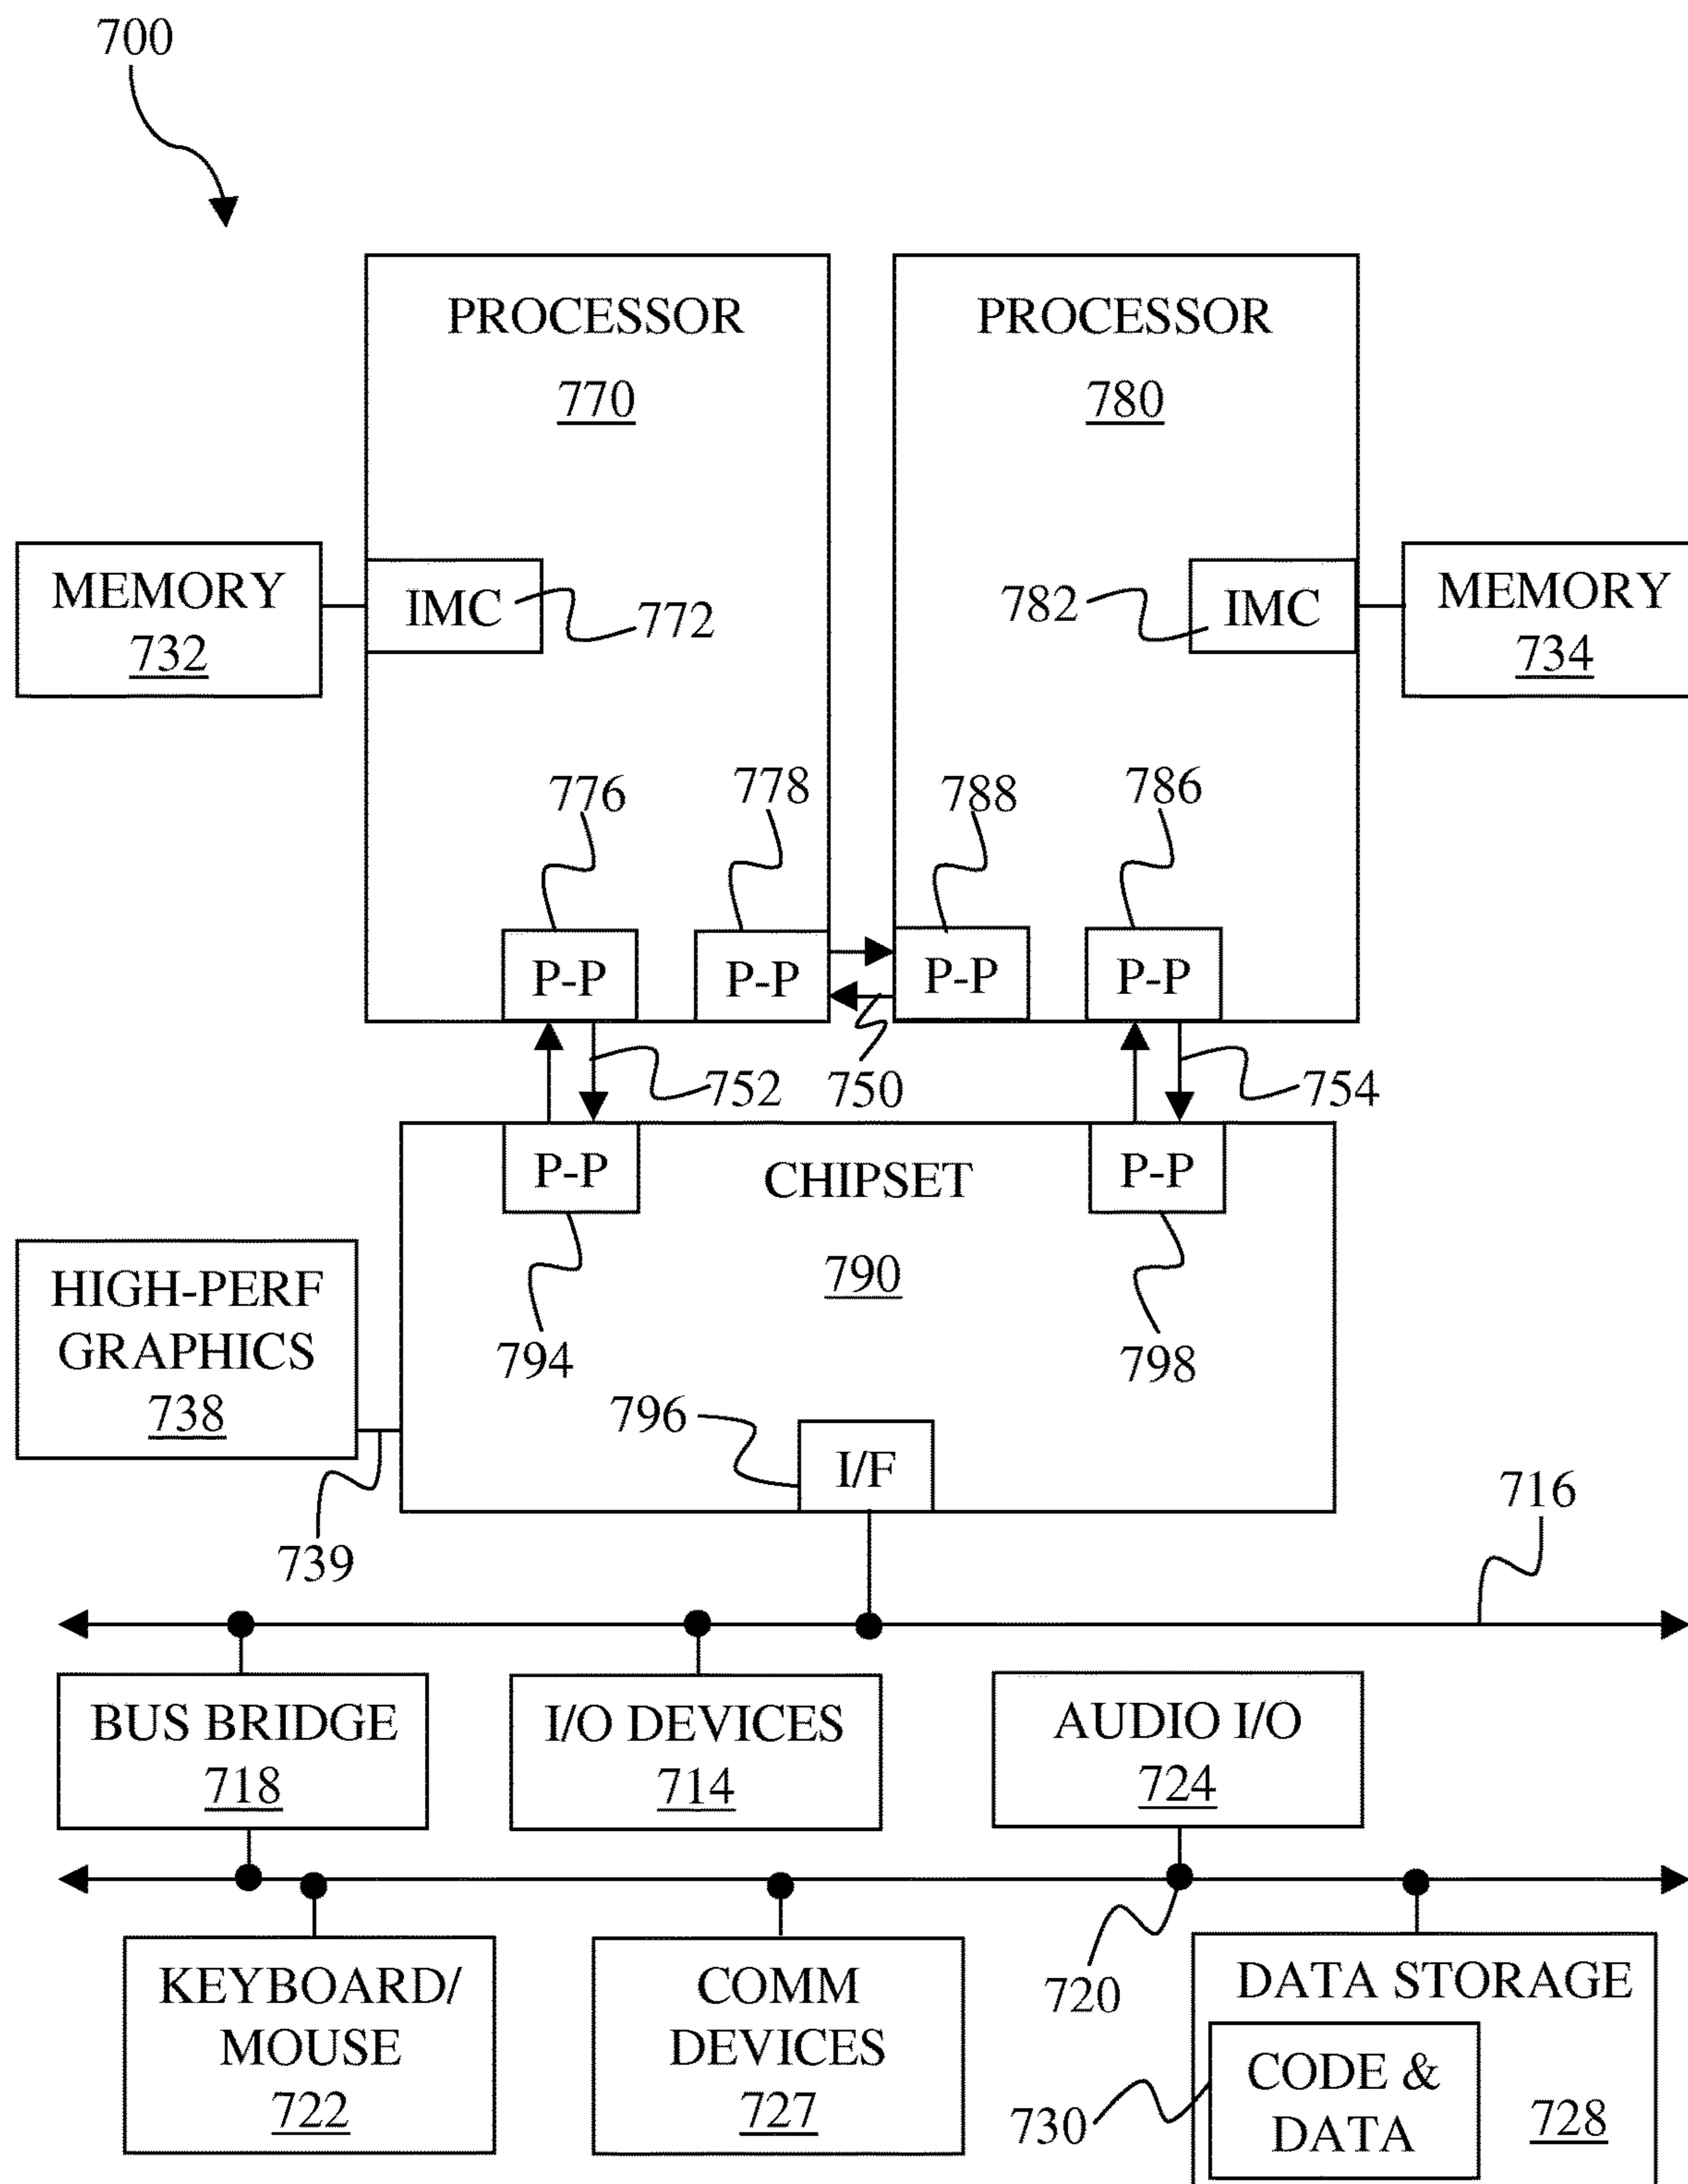 700
PROCESSOR
770
PROCESSOR
780
MEMORY
732
IMC
772
782
IMC
MEMORY
734
776
778
788
786
P-P
P-P
P-P
P-P
752
750
754
P-P
CHIPSET
P-P
790
HIGH-PERF
GRAPHICS
738
794
798
796
I/F
739
716
BUS BRIDGE
718
I/O DEVICES
714
AUDIO I/O
724
KEYBOARD/
MOUSE
722
COMM
DEVICES
727
720
DATA STORAGE
CODE &
DATA
730
728